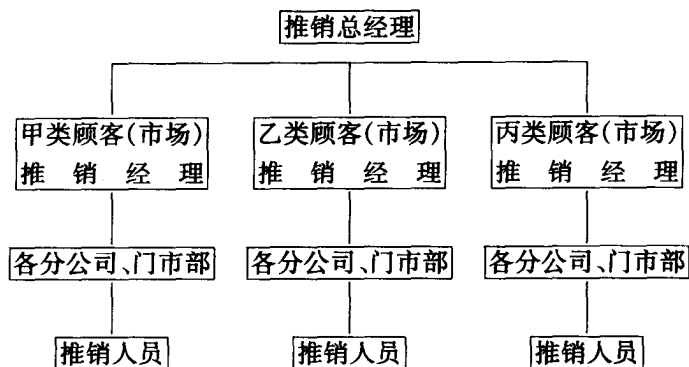 推销总经理
甲类顾客(市场)
推销经理
乙类顾客(市场)
推销经理
丙类顾客(市场)
推销经理
各分公司、门市部
各分公司、门市部
各分公司、门市部
推销人员
推销人员
推销人员